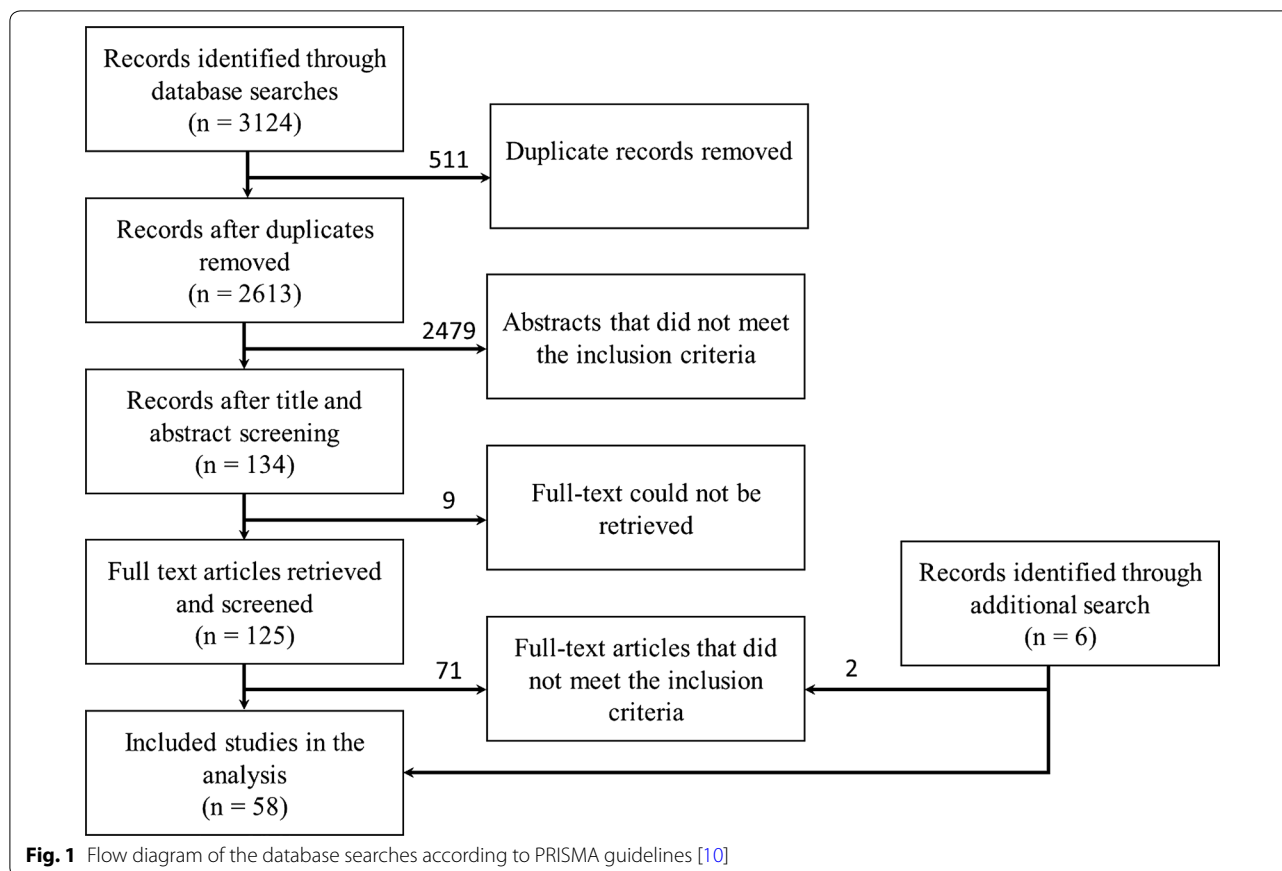 Records identified through
database searches
(n = 3124)
511
Duplicate records removed
Records after duplicates
removed
(n = 2613)
2479
Abstracts that did not meet
the inclusion criteria
Records after title and
abstract screening
(n = 134)
9
Full-text could not be
retrieved
Full text articles retrieved
and screened
(n = 125)
Records identified through
additional search
(n = 6)
71
Full-text articles that did
not meet the inclusion
criteria
2
Included studies in the
analysis
(n = 58)
Fig. 1 Flow diagram of the database searches according to PRISMA guidelines [10]